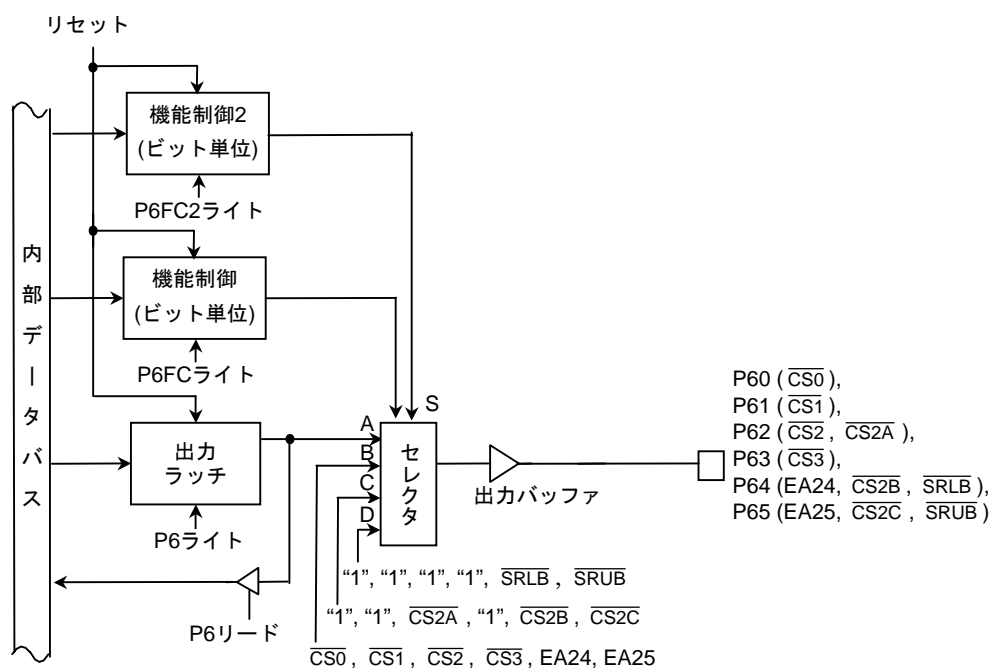 リセット
機能制御2
(ビット単位)
P6FC2ライト
内部データバス
機能制御
(ビット単位)
P6FCライト
出力
ラッチ
P6ライト
P6リード
S
A
B
C
D
セレクタ
出力バッファ
P60 (CS0),
P61 (CS1),
P62 (CS2, CS2A),
P63 (CS3),
P64 (EA24, CS2B, SRLB),
P65 (EA25, CS2C, SRUB)
“1”, “1”, “1”, “1”, SRLB, SRUB
“1”, “1”, CS2A, “1”, CS2B, CS2C
CS0, CS1, CS2, CS3, EA24, EA25